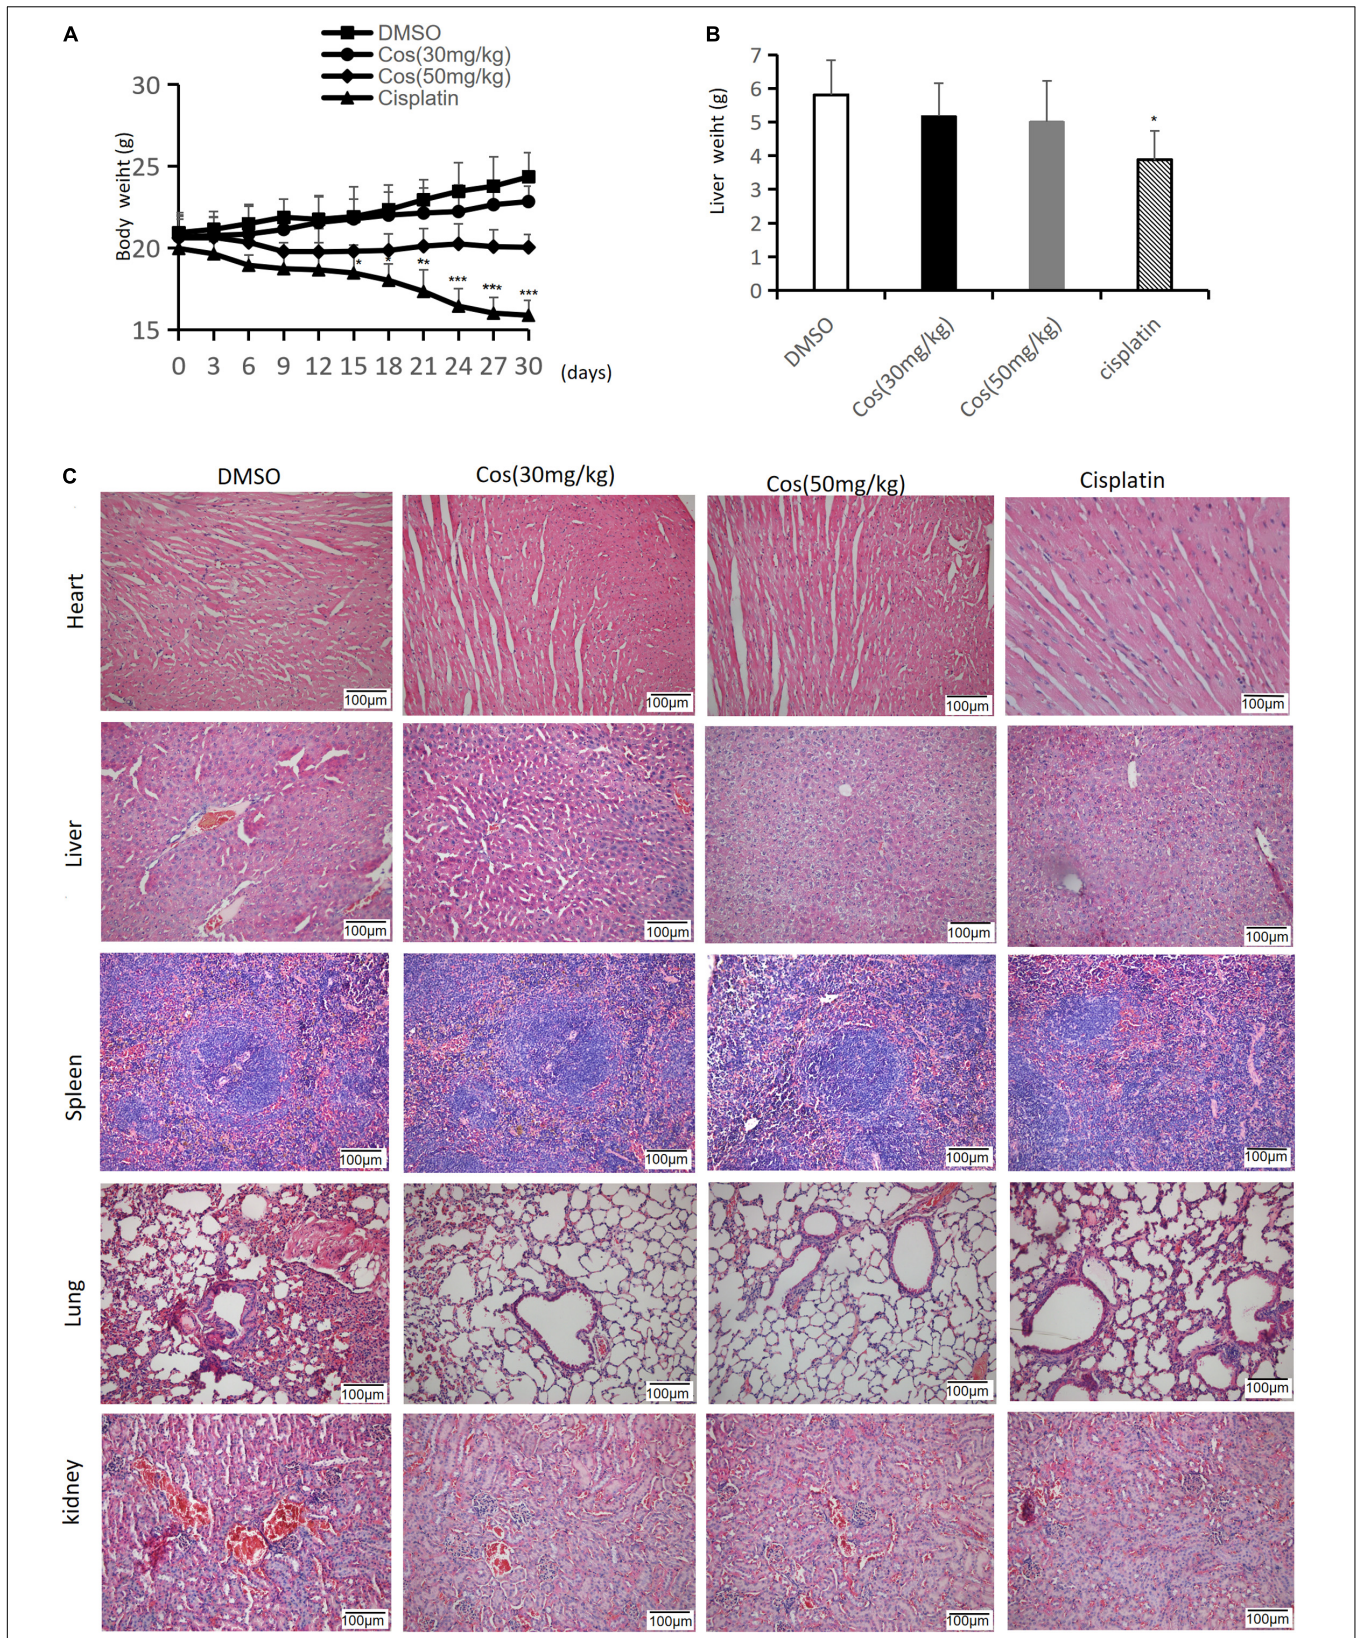 A
DMSO
Cos(30mg/kg)
Cos(50mg/kg)
Cisplatin
Body weiht (g)
30
25
20
15
* * ** *** *** ***
0 3 6 9 12 15 18 21 24 27 30 (days)
B
Liver weiht (g)
7
6
5
4
3
2
1
0
*
DMSO
Cos(30mg/kg)
Cos(50mg/kg)
cisplatin
C
DMSO Cos(30mg/kg) Cos(50mg/kg) Cisplatin
Heart
100µm 100µm 100µm 100µm
Liver
100µm 100µm 100µm 100µm
Spleen
100µm 100µm 100µm 100µm
Lung
100µm 100µm 100µm 100µm
kidney
100µm 100µm 100µm 100µm